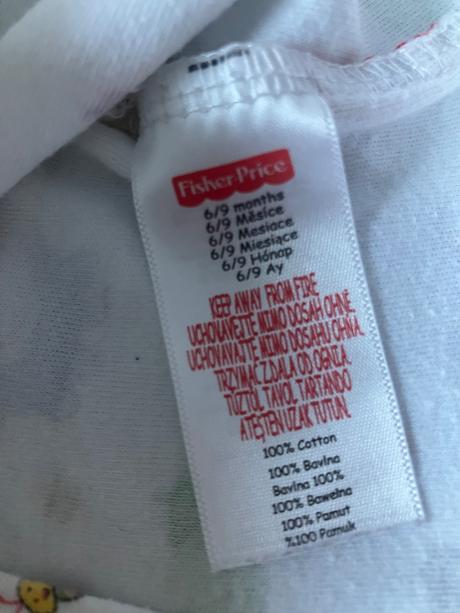 Fisher Price
6/9 months
6/9 Měsíce
6/9 Mesiace
6/9 Miesiące
6/9 Hónap
6/9 Ay
KEEP AWAY FROM FIRE
UCHOVÁVEJTE MIMO DOSAH OHNĚ
UCHOVÁVAJTE MIMO DOSAHU OHŇA.
TRZYMAĆ Z DALA OD OGNIA.
TŰZTŐL TÁVOL TARTANDÓ
ATEŞTEN UZAK TUTUN!.
100% Cotton
100% Bavlna
Bavlna 100%
100% Bawełna
100% Pamut
%100 Pamuk